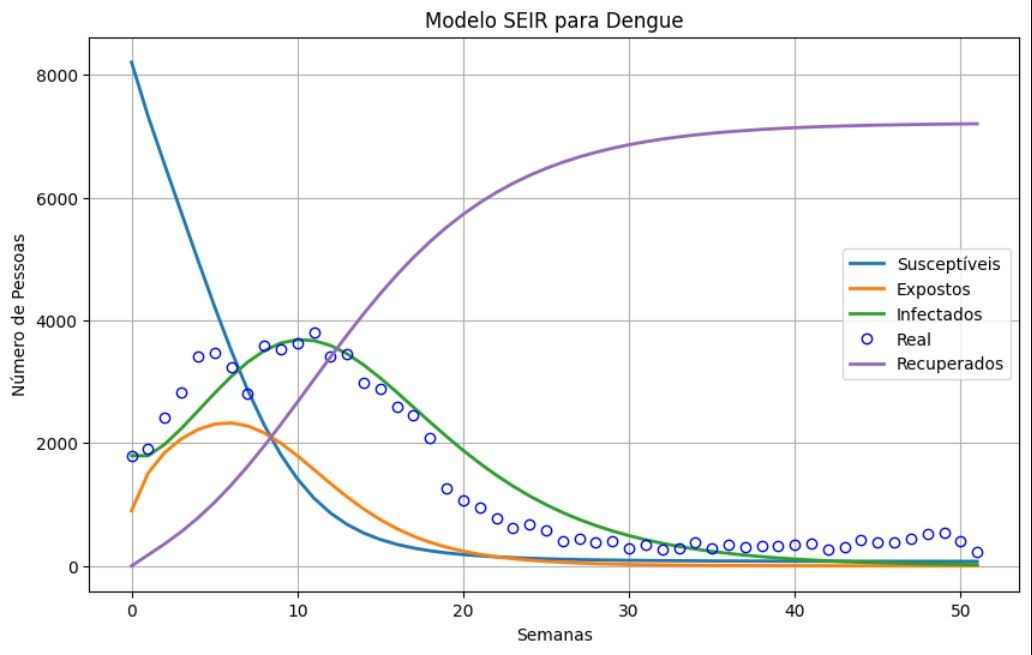 Modelo SEIR para Dengue
Número de Pessoas
8000
6000
4000
2000
0
Susceptíveis
Expostos
Infectados
Real
Recuperados
0 10 20 30 40 50
Semanas